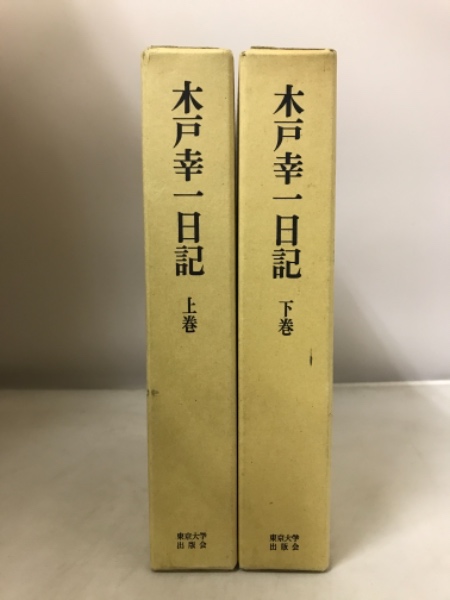 木戸幸一日記
上巻
東京大学
出版会
木戸幸一日記
下巻
東京大学
出版会